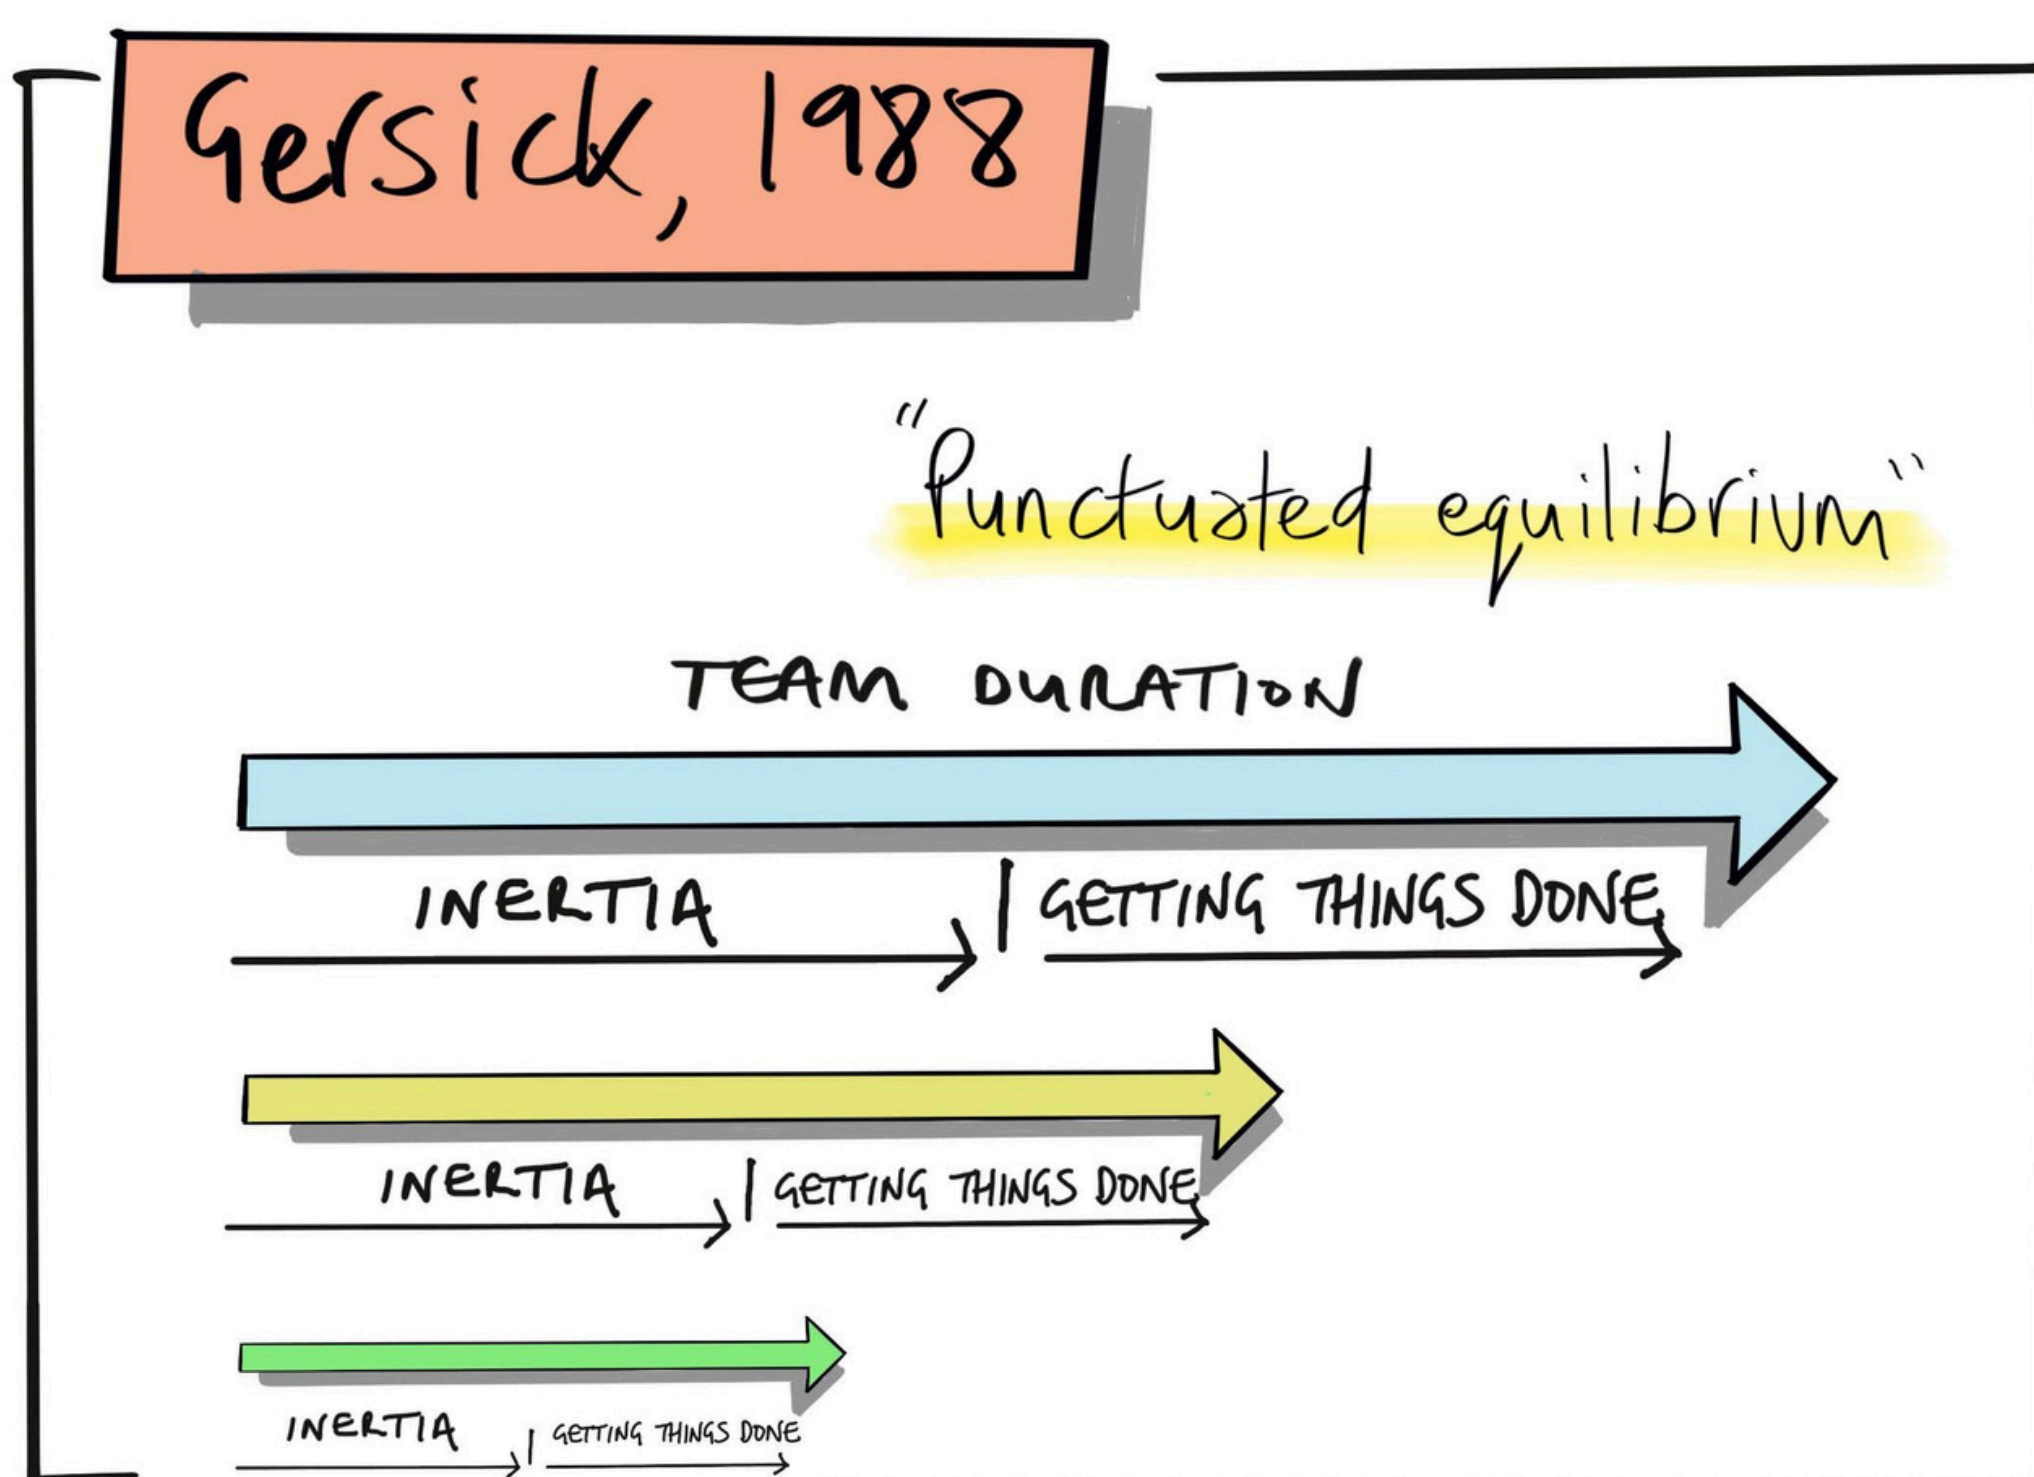 Gersick, 1988
"Punctuated equilibrium"
TEAM DURATION
INERTIA | GETTING THINGS DONE
INERTIA | GETTING THINGS DONE
INERTIA | GETTING THINGS DONE